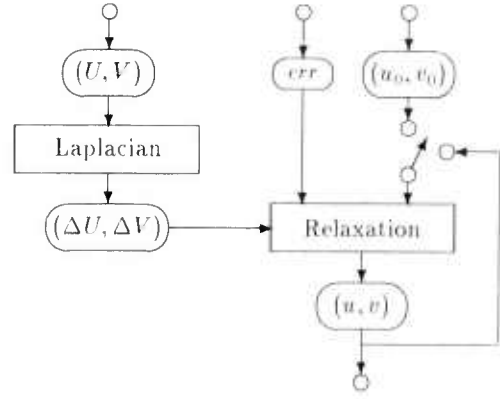 (U, V)
err
(u₀, v₀)
Laplacian
(ΔU, ΔV)
Relaxation
(u, v)